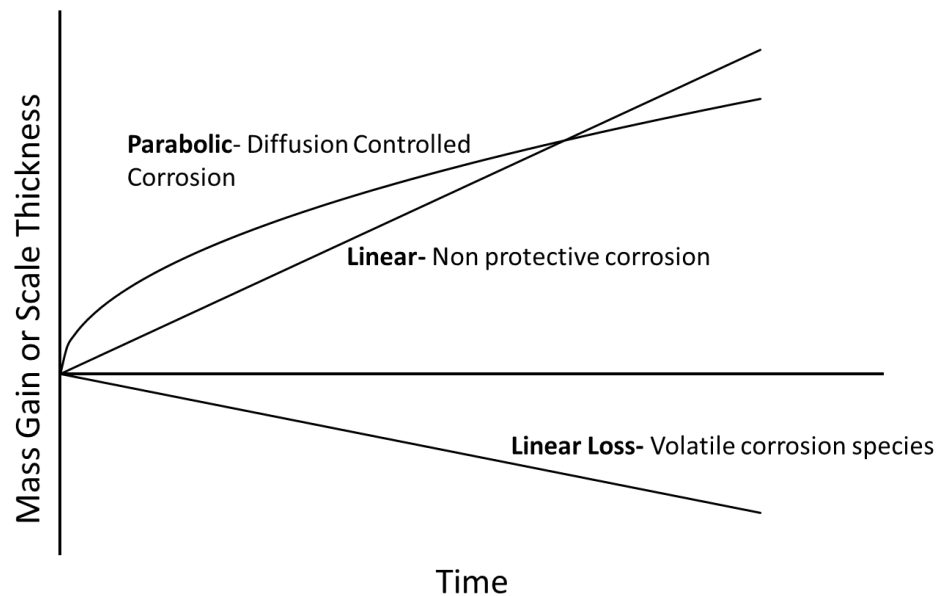 Mass Gain or Scale Thickness
Parabolic- Diffusion Controlled
Corrosion
Linear- Non protective corrosion
Linear Loss- Volatile corrosion species
Time